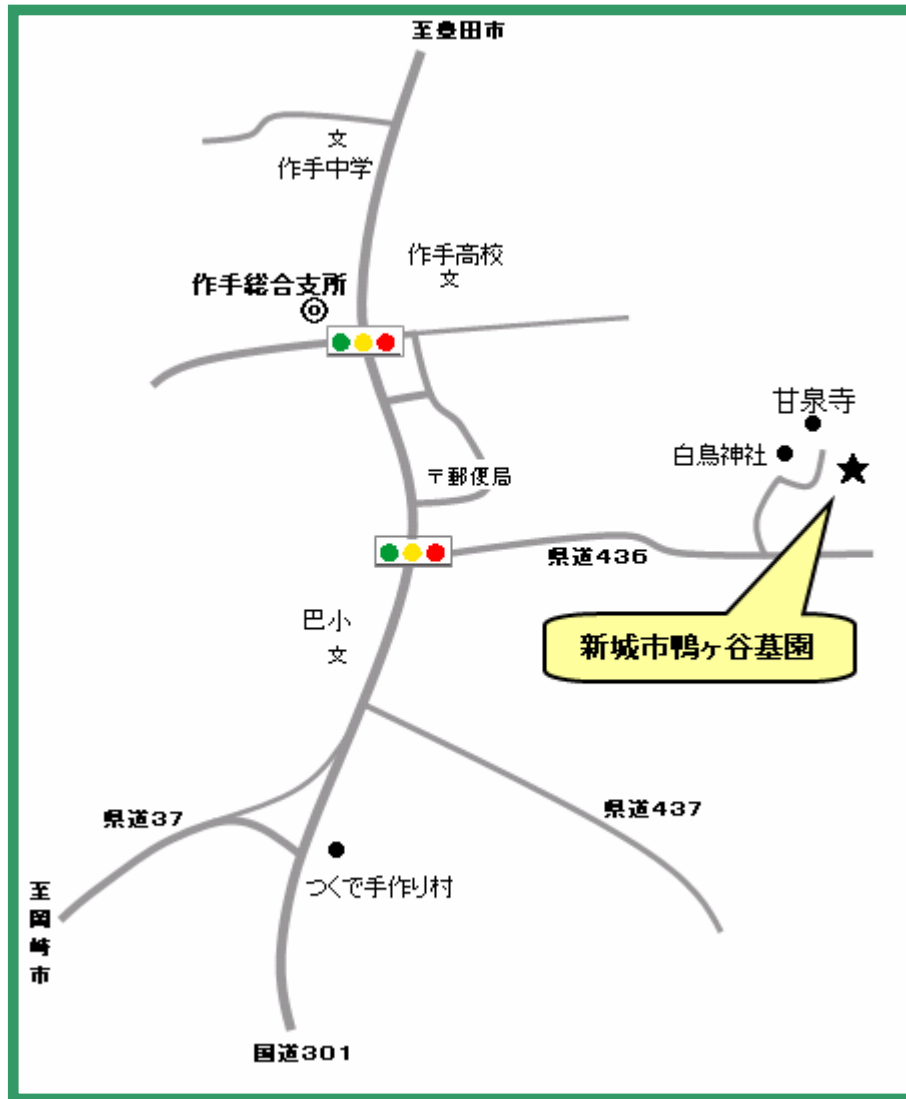 至豊田市
文
作手中学
作手高校
文
作手総合支所
甘泉寺
白鳥神社
〒郵便局
県道436
新城市鴨ヶ谷墓園
巴小
文
県道37
県道437
つくで手作り村
至岡崎市
国道301